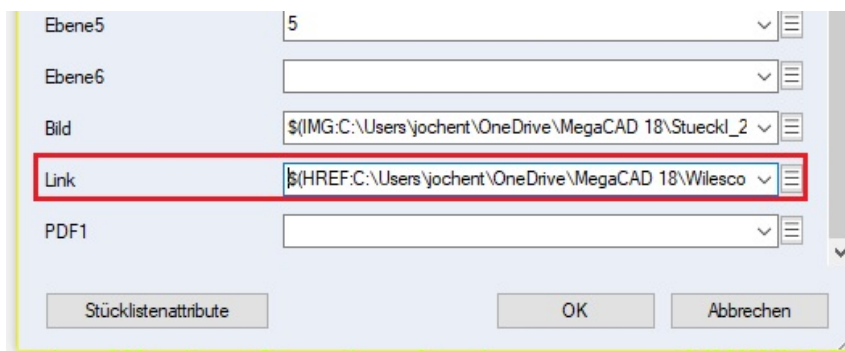 Ebene5 5
Ebene6
Bild $(IMG:C:\Users\jochent\OneDrive\MegaCAD 18\Stueckl_2
Link $(HREF:C:\Users\jochent\OneDrive\MegaCAD 18\Wilesco
PDF1
Stücklistenattribute OK Abbrechen